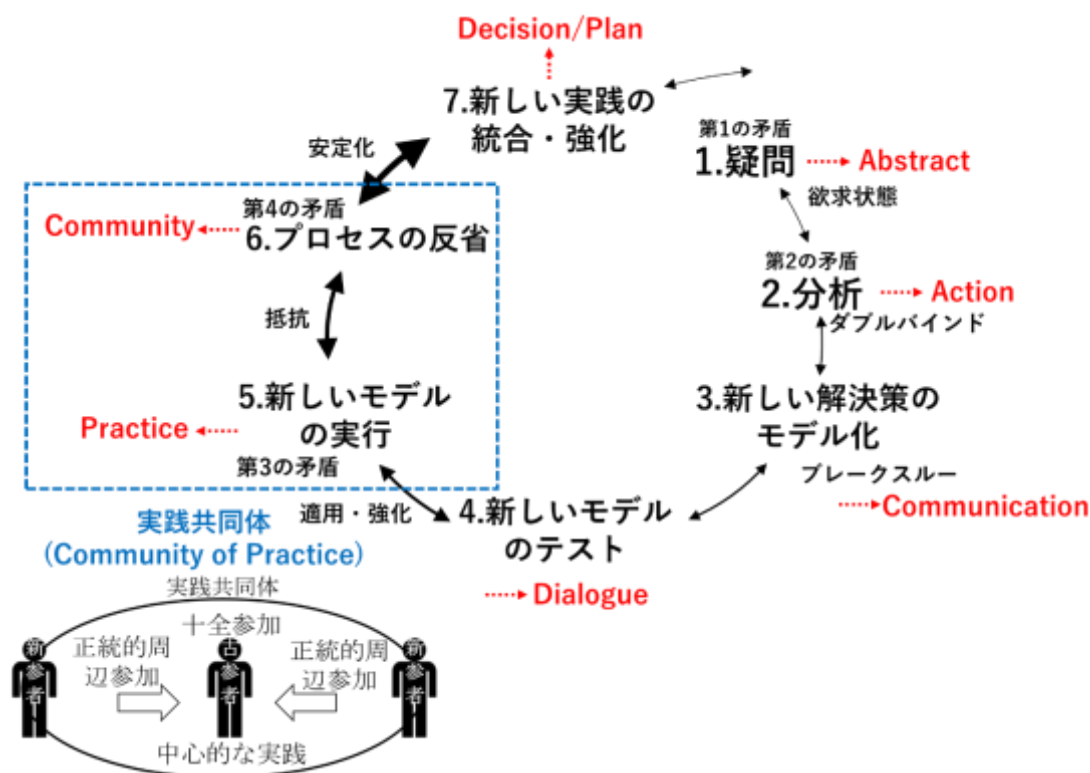 Decision/Plan
7.新しい実践の
統合・強化
安定化
第1の矛盾
1.疑問
Abstract
欲求状態
第2の矛盾
2.分析
Action
ダブルバインド
3.新しい解決策の
モデル化
ブレークスルー
Communication
4.新しいモデル
のテスト
Dialogue
適用・強化
5.新しいモデル
の実行
第3の矛盾
Practice
抵抗
第4の矛盾
6.プロセスの反省
Community
実践共同体
(Community of Practice)
実践共同体
十全参加
新参者
正統的周
辺参加
古参者
正統的周
辺参加
新参者
中心的な実践